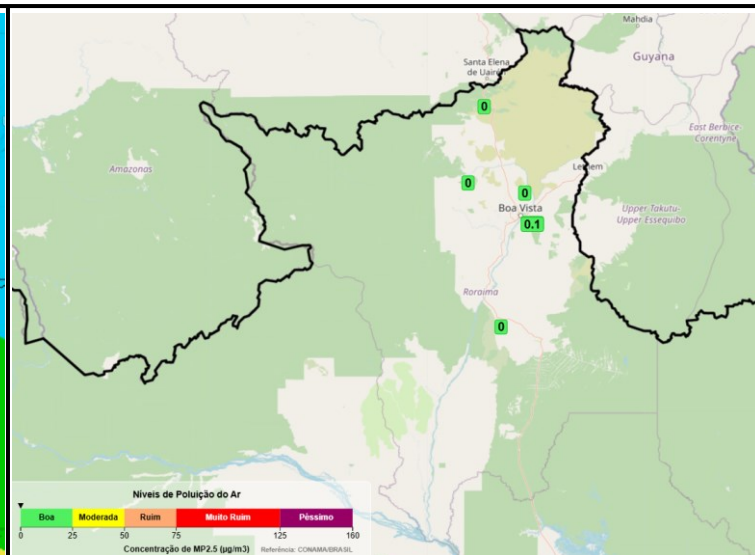 Mahdia
Guyana
Santa Elena
de Uairén
0
East Berbice
Corentyne
Amazonas
Lethem
0
0
Boa Vista
0.1
Upper Takutu-
Upper Essequibo
Roraima
0
Níveis de Poluição do Ar
Boa Moderada Ruim Muito Ruim Péssimo
0 25 50 75 125 160
Concentração de MP2.5 (µg/m3) Referência: CONAMA/BRASIL